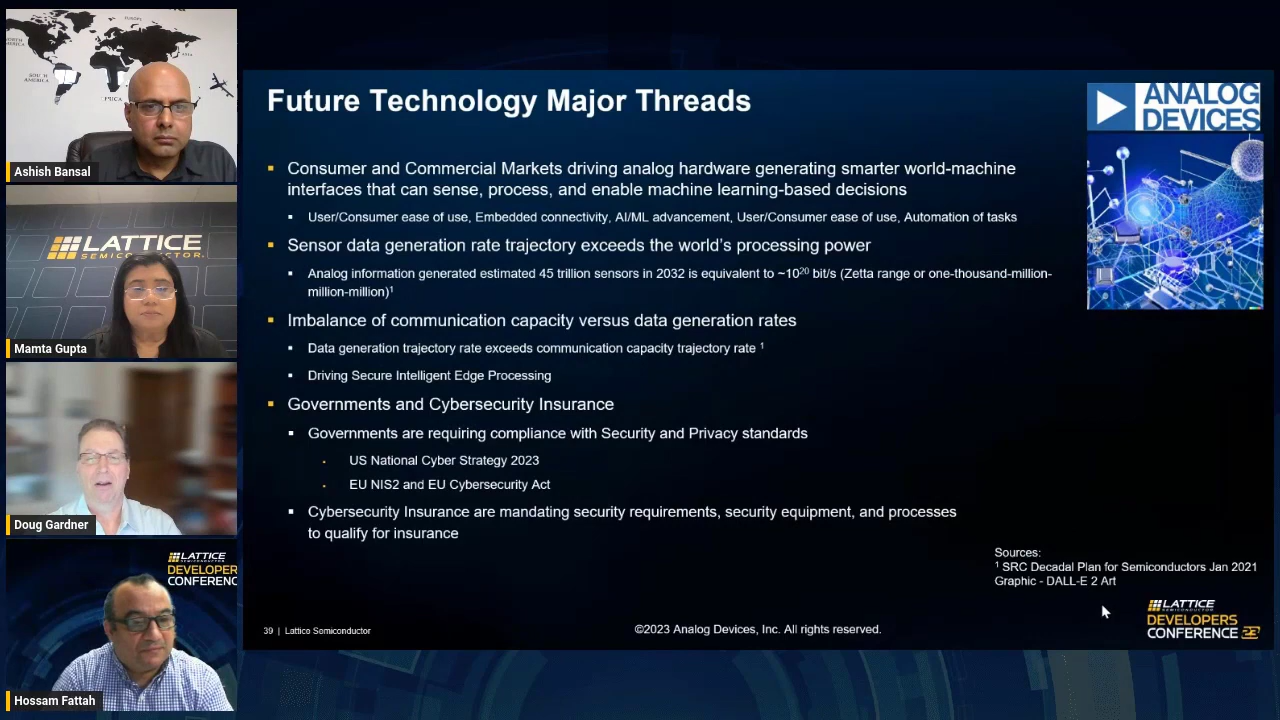 SOUTH
AMERICA
AFRICA
Ashish Bansal
LATTICE
SEMICONDUCTOR
Mamta Gupta
Doug Gardner
LATTICE
SEMICONDUCTOR
DEVELOPER
CONFERENC
Hossam Fattah
Future Technology Major Threads
ANALOG
DEVICES
▪ Consumer and Commercial Markets driving analog hardware generating smarter world-machine
interfaces that can sense, process, and enable machine learning-based decisions
▪ User/Consumer ease of use, Embedded connectivity, AI/ML advancement, User/Consumer ease of use, Automation of tasks
▪ Sensor data generation rate trajectory exceeds the world's processing power
▪ Analog information generated estimated 45 trillion sensors in 2032 is equivalent to ~10²⁰ bit/s (Zetta range or one-thousand-million-
million-million)¹
▪ Imbalance of communication capacity versus data generation rates
▪ Data generation trajectory rate exceeds communication capacity trajectory rate ¹
▪ Driving Secure Intelligent Edge Processing
▪ Governments and Cybersecurity Insurance
▪ Governments are requiring compliance with Security and Privacy standards
• US National Cyber Strategy 2023
• EU NIS2 and EU Cybersecurity Act
▪ Cybersecurity Insurance are mandating security requirements, security equipment, and processes
to qualify for insurance
Sources:
¹ SRC Decadal Plan for Semiconductors Jan 2021
Graphic - DALL-E 2 Art
39 | Lattice Semiconductor
©2023 Analog Devices, Inc. All rights reserved.
LATTICE
SEMICONDUCTOR
DEVELOPERS
CONFERENCE 23